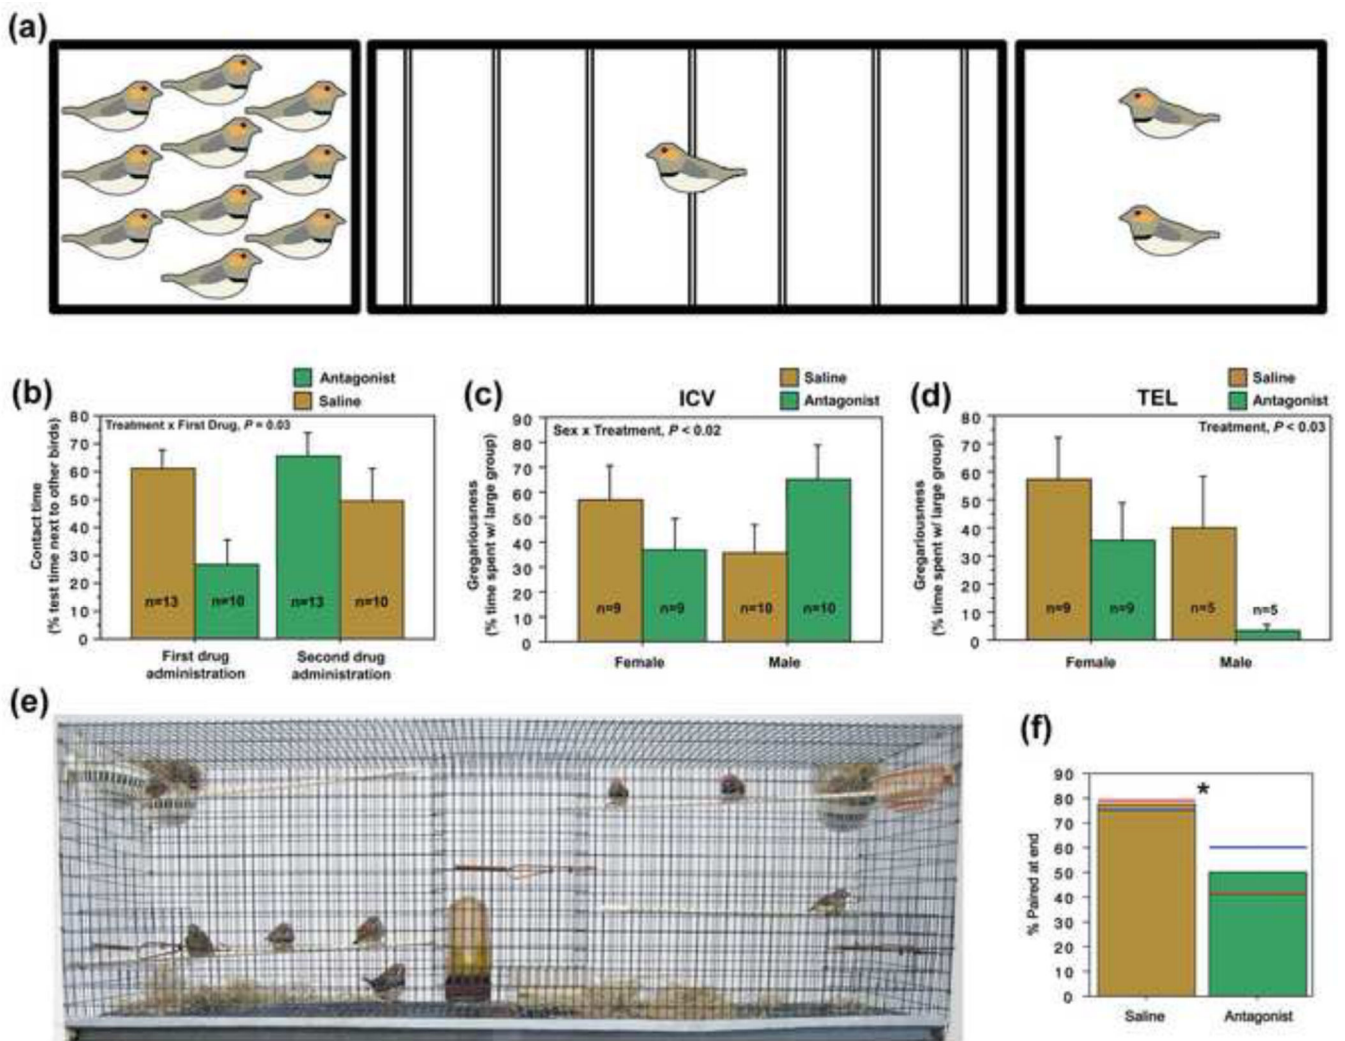 (a)
(b)
Antagonist
Saline
Treatment x First Drug, P = 0.03
Contact time
(% test time next to other birds)
80
70
60
50
40
30
20
10
0
n=13
n=10
n=13
n=10
First drug
administration
Second drug
administration
(c)
ICV
Saline
Antagonist
Sex x Treatment, P < 0.02
Gregariousness
(% time spent w/ large group)
90
80
70
60
50
40
30
20
10
0
n=9
n=9
n=10
n=10
Female
Male
(d)
TEL
Saline
Antagonist
Treatment, P < 0.03
Gregariousness
(% time spent w/ large group)
80
70
60
50
40
30
20
10
0
n=9
n=9
n=5
n=5
Female
Male
(e)
(f)
% Paired at end
90
80
70
60
50
40
30
20
10
0
*
Saline
Antagonist